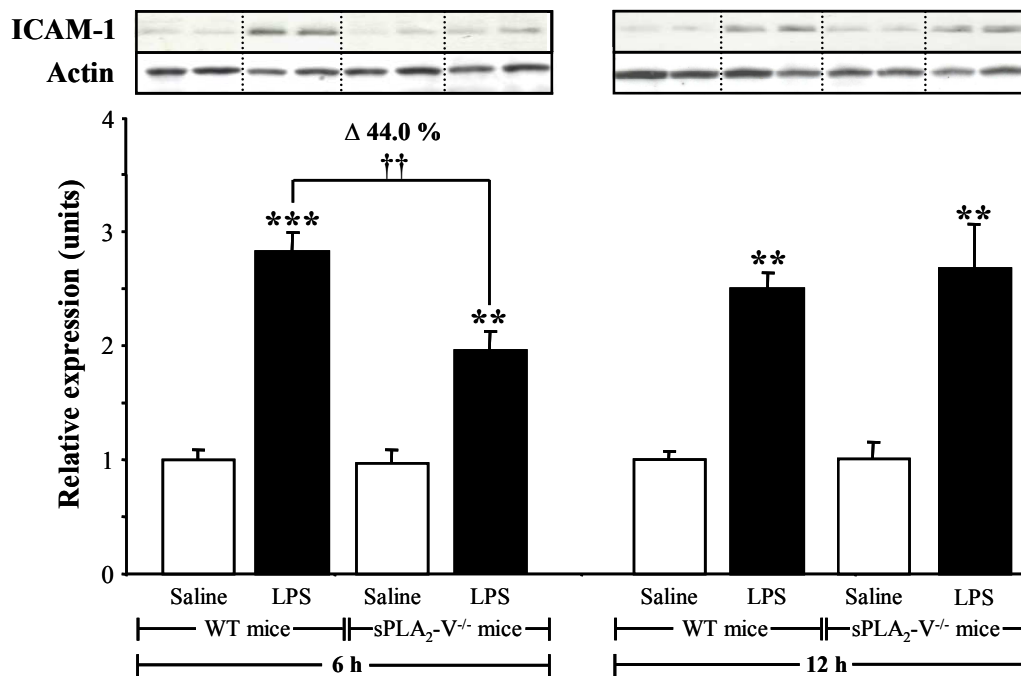 ICAM-1
Actin
4
3
2
1
0
Relative expression (units)
Δ 44.0 %
††
***
**
**
**
Saline LPS Saline LPS Saline LPS Saline LPS
WT mice sPLA₂-V⁻/⁻ mice WT mice sPLA₂-V⁻/⁻ mice
6 h 12 h